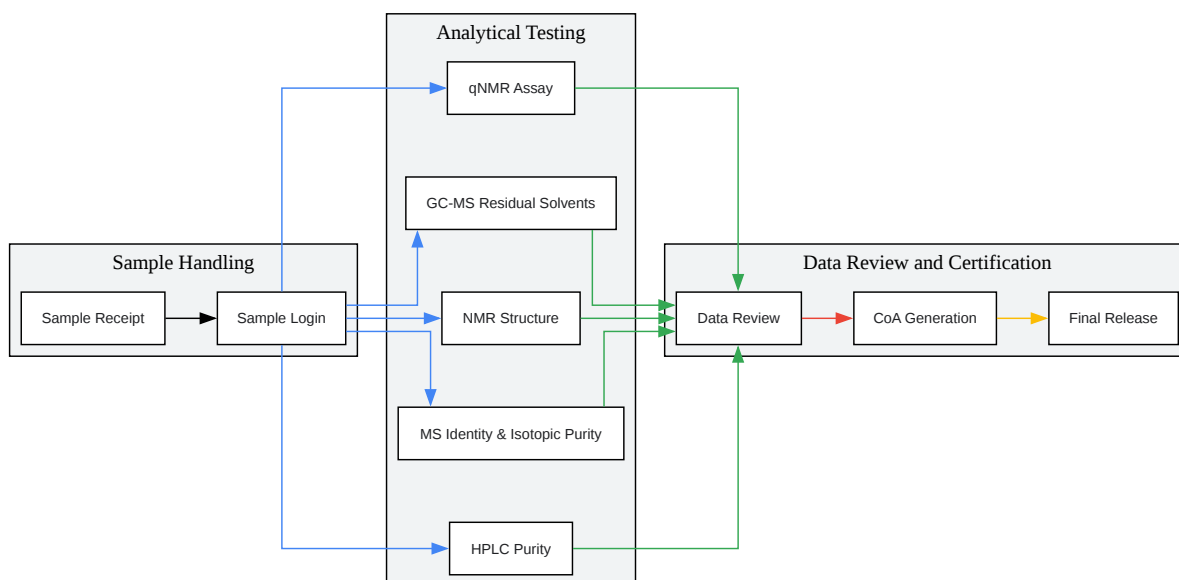 Analytical Testing
qNMR Assay
GC-MS Residual Solvents
Sample Handling
Sample Receipt
Sample Login
NMR Structure
MS Identity & Isotopic Purity
HPLC Purity
Data Review and Certification
Data Review
CoA Generation
Final Release